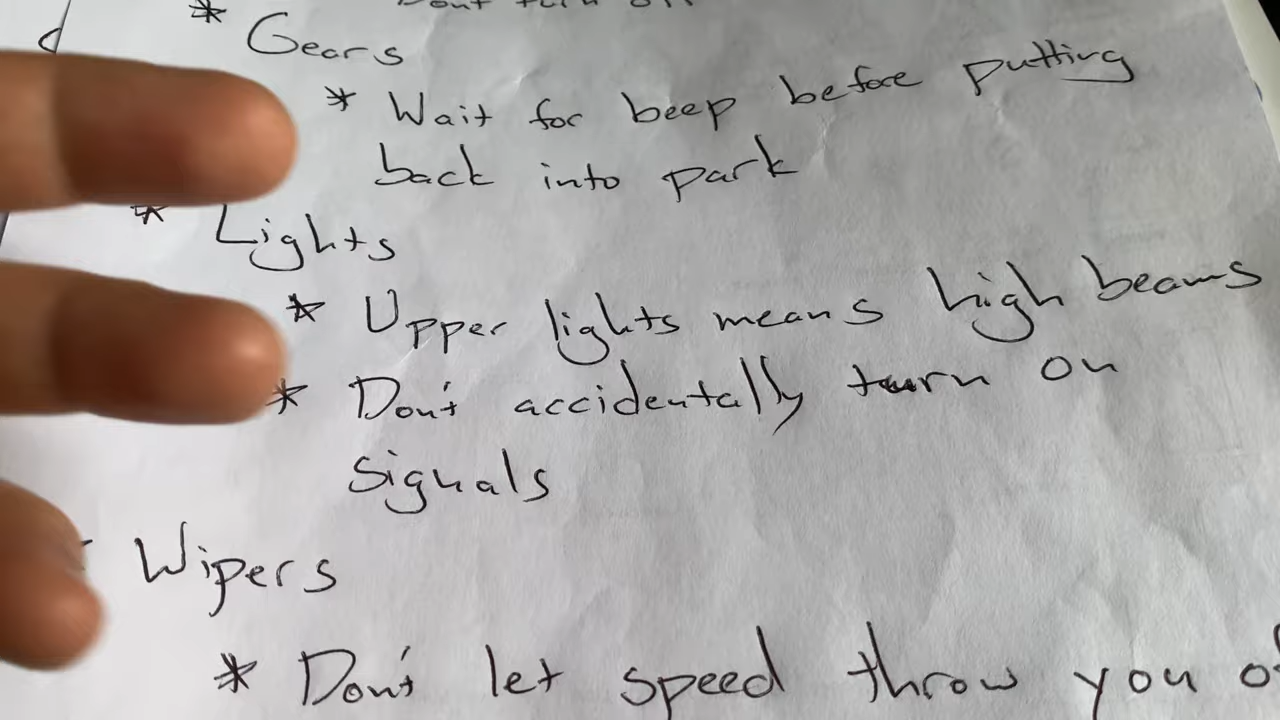 * Gears
* Wait for beep before putting
back into park
* Lights
* Upper lights means high beams
* Don't accidentally turn on
signals
Wipers
* Don't let speed throw you